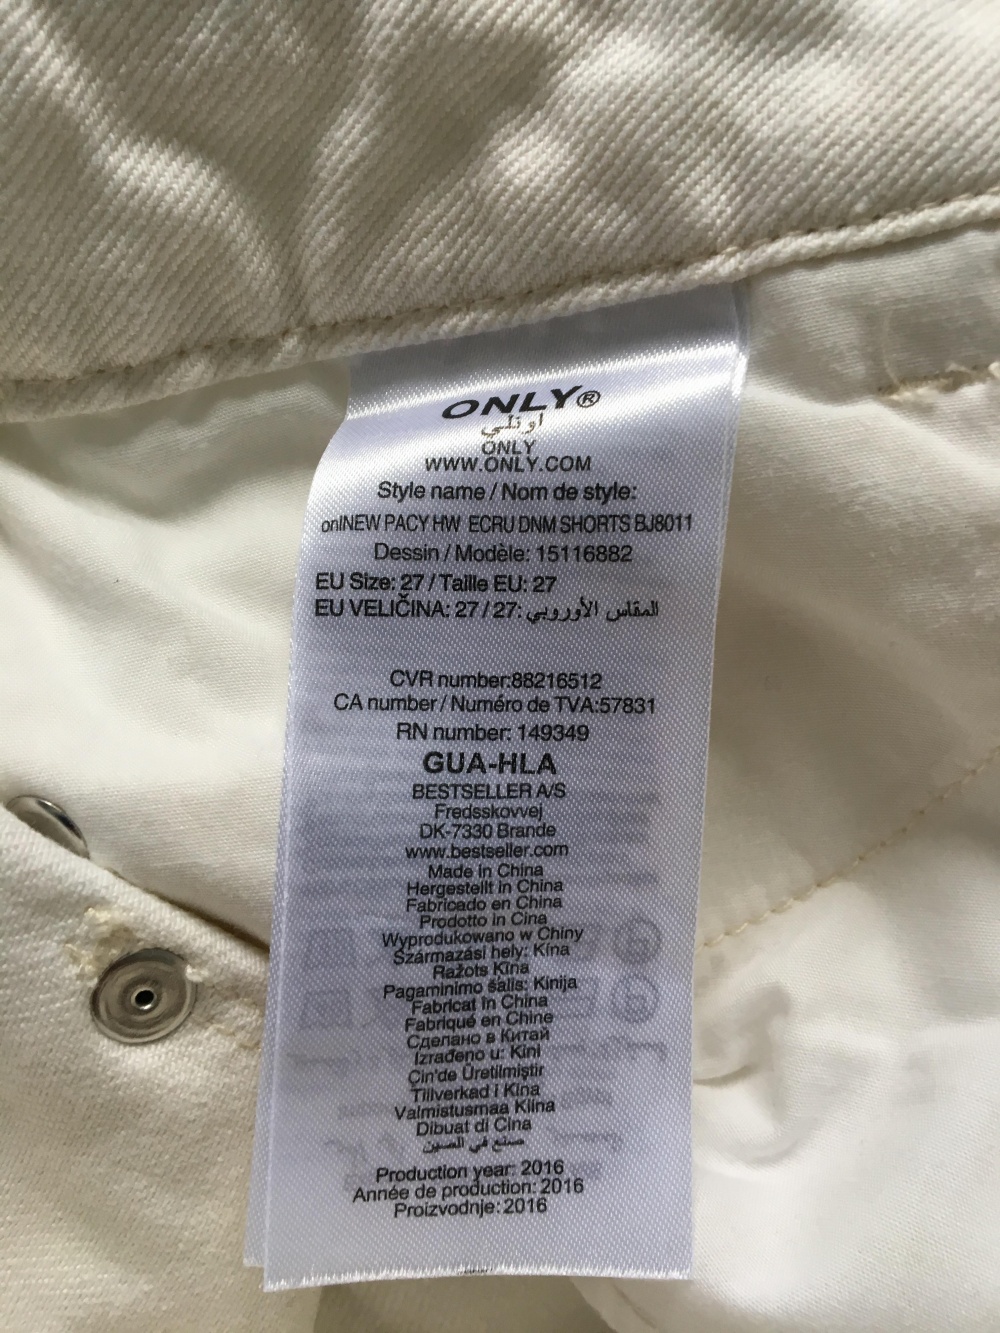 ONLY®
اونلي
ONLY
WWW.ONLY.COM
Style name / Nom de style:
onlNEW PACY HW ECRU DNM SHORTS BJ8011
Dessin / Modèle: 15116882
EU Size: 27 / Taille EU: 27
EU VELIČINA: 27 / 27: المقاس الأوروبي
CVR number:88216512
CA number / Numéro de TVA:57831
RN number: 149349
GUA-HLA
BESTSELLER A/S
Fredsskovvej
DK-7330 Brande
www.bestseller.com
Made in China
Hergestellt in China
Fabricado en China
Prodotto in Cina
Wyprodukowano w Chiny
Származási hely: Kína
Ražots Kīna
Pagaminimo šalis: Kinija
Fabricat în China
Fabriqué en Chine
Сделано в Китай
Izrađeno u: Kini
Çin'de Üretilmiştir
Tillverkad i Kina
Valmistusmaa Kiina
Dibuat di Cina
صنع في الصين
Production year: 2016
Année de production: 2016
Proizvodnje: 2016